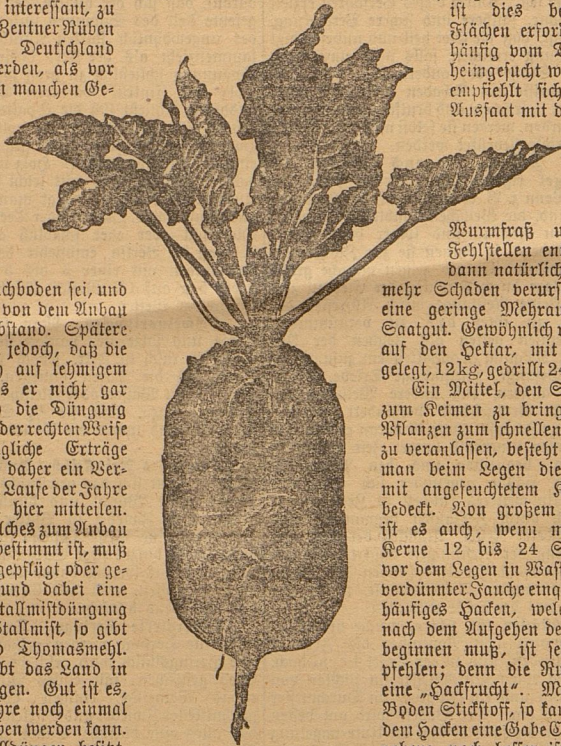 interessant, zu
Zentner Rüben
Deutschland
erden, als vor
n manchen Ge-
chboden sei, und
von dem Anbau
bstand. Spätere
jedoch, daß die
auf lehmigem
s er nicht gar
die Düngung
der rechten Weise
gliche Erträge
daher ein Ver-
Laufe der Jahre
hier mitteilen.
lches zum Anbau
bestimmt ist, muß
gepflügt oder ge-
und dabei eine
tallmistdüngung
Stallmist, so gibt
Thomasmehl.
bt das Land in
gen. Gut ist es,
hre noch einmal
ben werden kann.
ist dies be
Flächen erfor
häufig vom
heimgesucht w
empfiehlt sich
Aussaat mit d
Wurmfraß u
Fehlstellen en
dann natürlich
mehr Schaden verurs
eine geringe Mehrau
Saatgut. Gewöhnlich
auf den Hektar, mit
gelegt, 12 kg, gedrillt 24
Ein Mittel, den S
zum Keimen zu bring
Pflanzen zum schnellen
zu veranlassen, besteht
man beim Legen die
mit angefeuchtetem
bedeckt. Von großem
ist es auch, wenn m
Kerne 12 bis 24 S
vor dem Legen in Wass
verdünnter Jauche einq
häufiges Hacken, welc
nach dem Aufgehen de
beginnen muß, ist se
pfehlen; denn die Rü
eine „Hackfrucht“. M
Boden Stickstoff, so kan
dem Hacken eine Gabe C